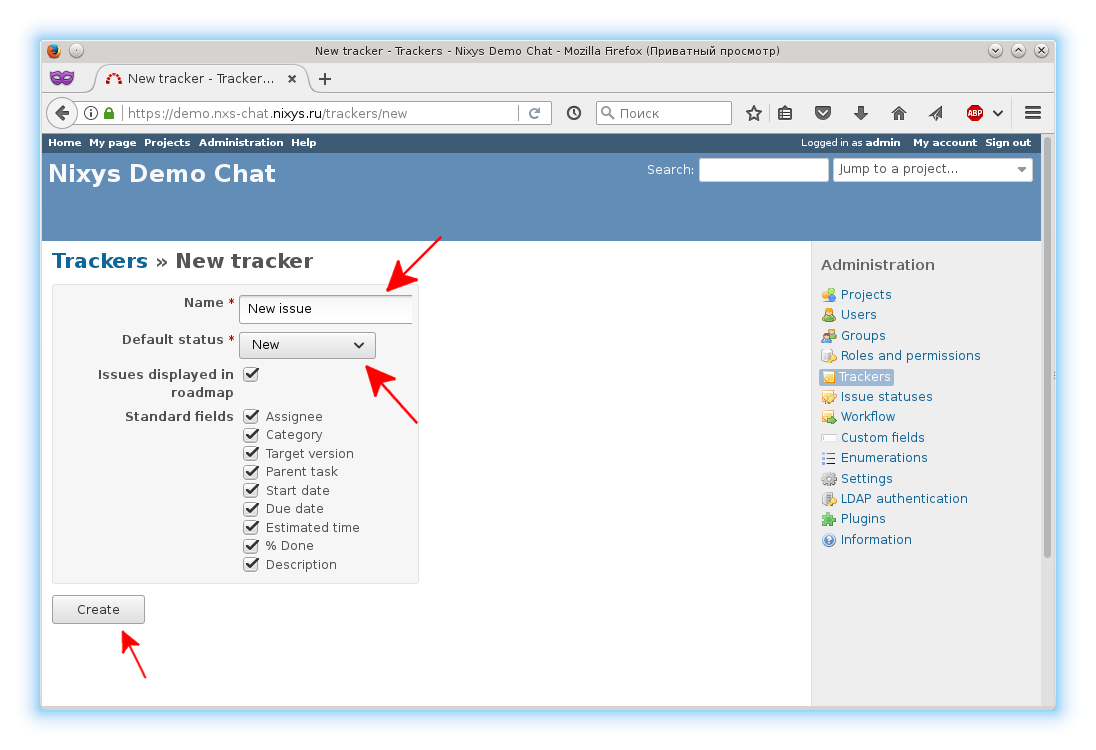 New tracker - Trackers - Nixys Demo Chat - Mozilla Firefox (Приватный просмотр)
New tracker - Tracker...
https://demo.nxs-chat.nixys.ru/trackers/new
Поиск
ABP
Home My page Projects Administration Help
Logged in as admin My account Sign out
Nixys Demo Chat
Search:
Jump to a project...
Trackers » New tracker
Name *
New issue
Default status *
New
Issues displayed in
roadmap
Standard fields
Assignee
Category
Target version
Parent task
Start date
Due date
Estimated time
% Done
Description
Create
Administration
Projects
Users
Groups
Roles and permissions
Trackers
Issue statuses
Workflow
Custom fields
Enumerations
Settings
LDAP authentication
Plugins
Information